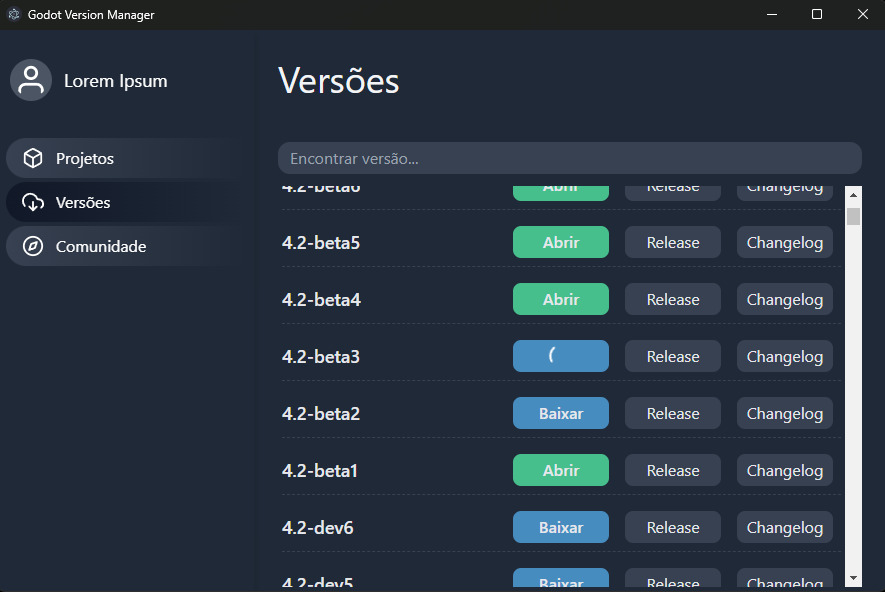 Godot Version Manager
Lorem Ipsum
Projetos
Versões
Comunidade
Versões
Encontrar versão...
4.2-beta6 Abrir Release Changelog
4.2-beta5 Abrir Release Changelog
4.2-beta4 Abrir Release Changelog
4.2-beta3 Release Changelog
4.2-beta2 Baixar Release Changelog
4.2-beta1 Abrir Release Changelog
4.2-dev6 Baixar Release Changelog
4.2-dev5 Baixar Release Changelog